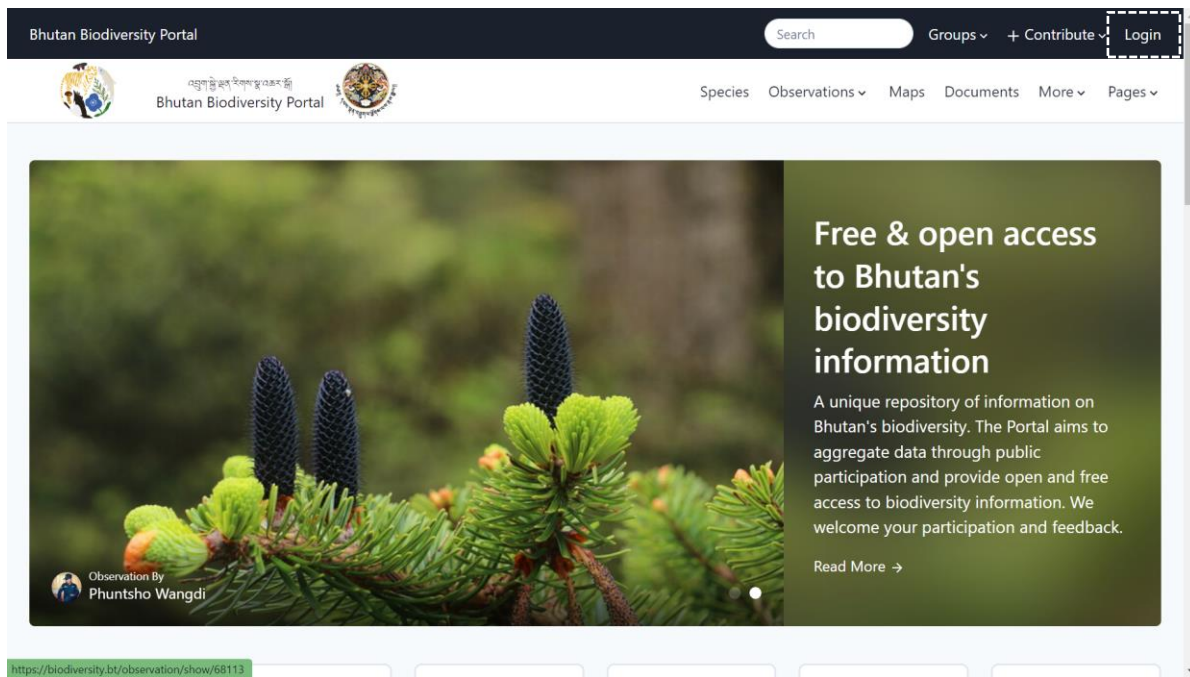 Bhutan Biodiversity Portal
Search
Groups
+ Contribute
Login
Bhutan Biodiversity Portal
Species
Observations
Maps
Documents
More
Pages
Free & open access
to Bhutan's
biodiversity
information
A unique repository of information on
Bhutan's biodiversity. The Portal aims to
aggregate data through public
participation and provide open and free
access to biodiversity information. We
welcome your participation and feedback.
Read More →
Observation By
Phuntsho Wangdi
https://biodiversity.bt/observation/show/68113